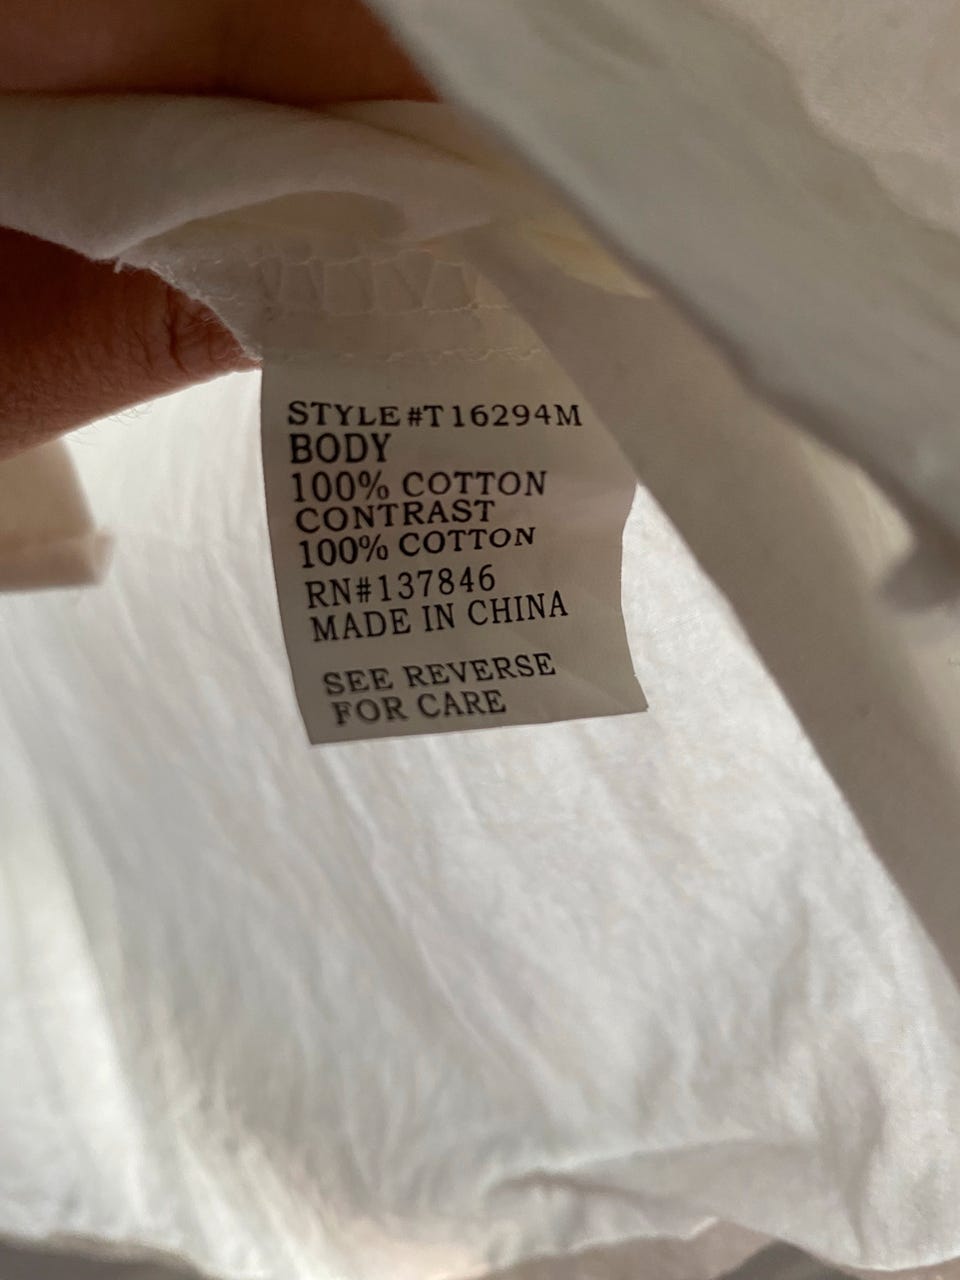 STYLE#T16294M
BODY
100% COTTON
CONTRAST
100% COTTON
RN#137846
MADE IN CHINA
SEE REVERSE
FOR CARE